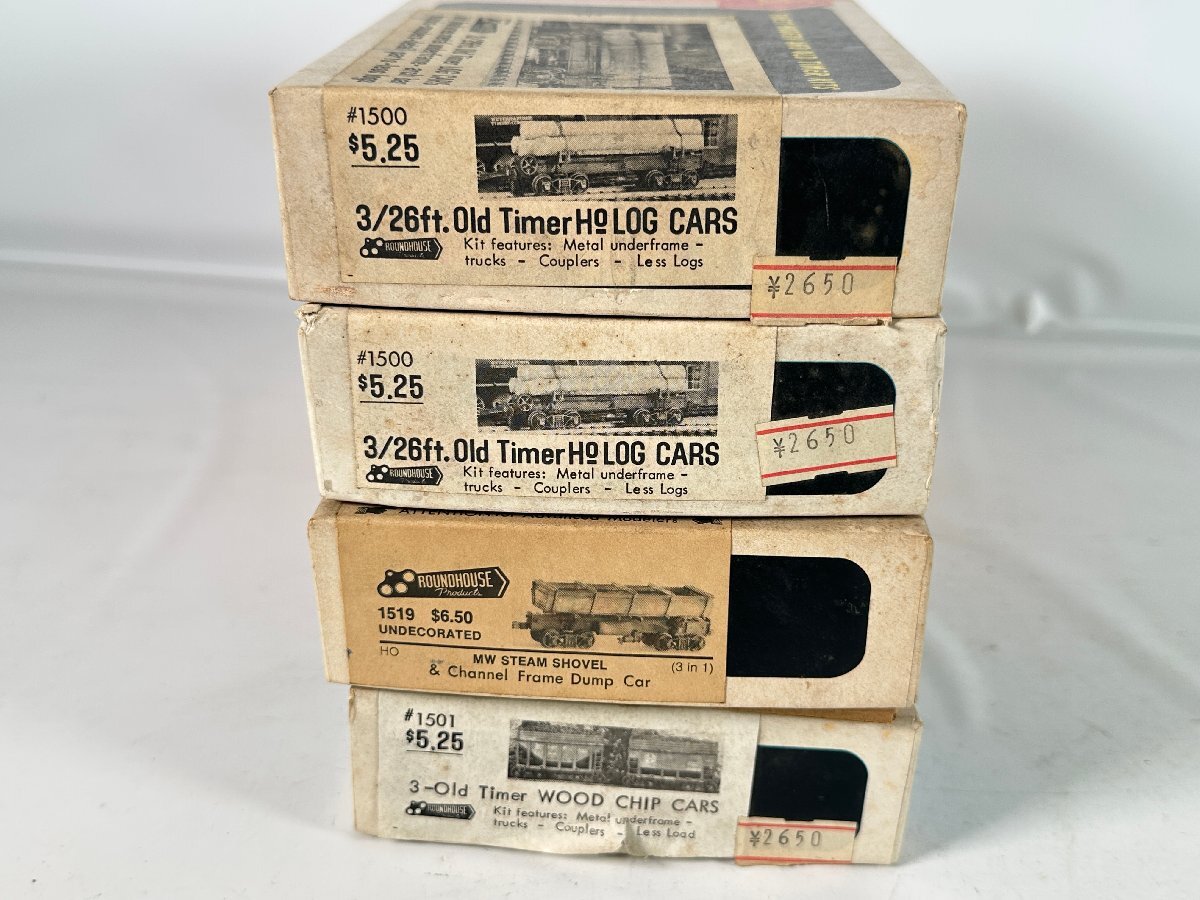 #1500
$5.25
3/26ft. Old Timer HO LOG CARS
ROUNDHOUSE
Products
Kit features: Metal underframe -
trucks - Couplers - Less Logs
¥2650
#1500
$5.25
3/26ft. Old Timer HO LOG CARS
ROUNDHOUSE
Products
Kit features: Metal underframe -
trucks - Couplers - Less Logs
¥2650
Advanced Modelers
ROUNDHOUSE
Products
1519 $6.50
UNDECORATED
HO
MW STEAM SHOVEL
(3 in 1)
& Channel Frame Dump Car
#1501
$5.25
3-Old Timer WOOD CHIP CARS
ROUNDHOUSE
Kit features: Metal underframe -
trucks - Couplers - Less Load
¥2650